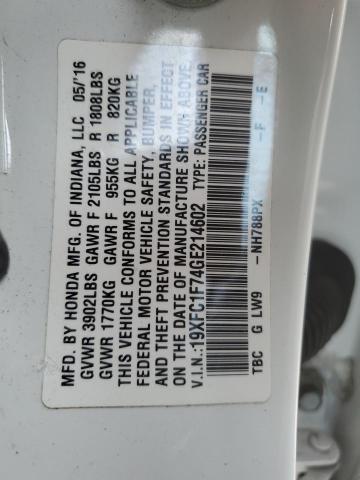 MFD. BY HONDA MFG. OF INDIANA, LLC 05/'16
GVWR 3902LBS GAWR F 2105LBS R 1808LBS
GVWR 1770KG GAWR F 955KG R 820KG
THIS VEHICLE CONFORMS TO ALL APPLICABLE
FEDERAL MOTOR VEHICLE SAFETY, BUMPER,
AND THEFT PREVENTION STANDARDS IN EFFECT
ON THE DATE OF MANUFACTURE SHOWN ABOVE.
V.I.N.:19XFC1F74GE214602 TYPE: PASSENGER CAR
-NH788PX -F -E
TBC G LW9